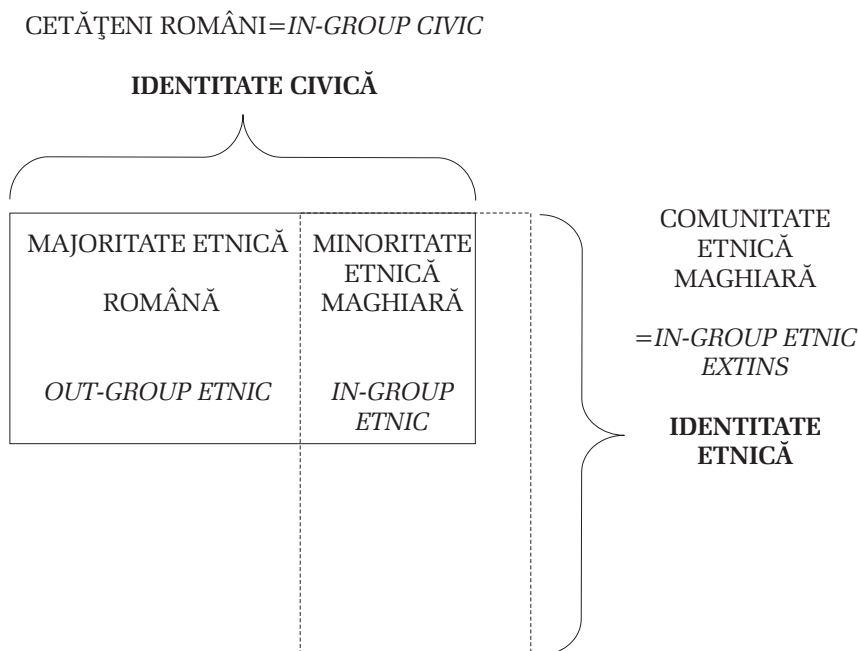 CETĂŢENI ROMÂNI=IN-GROUP CIVIC
IDENTITATE CIVICĂ
MAJORITATE ETNICĂ
ROMÂNĂ
OUT-GROUP ETNIC
MINORITATE
ETNICĂ
MAGHIARĂ
IN-GROUP
ETNIC
COMUNITATE
ETNICĂ
MAGHIARĂ
=IN-GROUP ETNIC
EXTINS
IDENTITATE
ETNICĂ